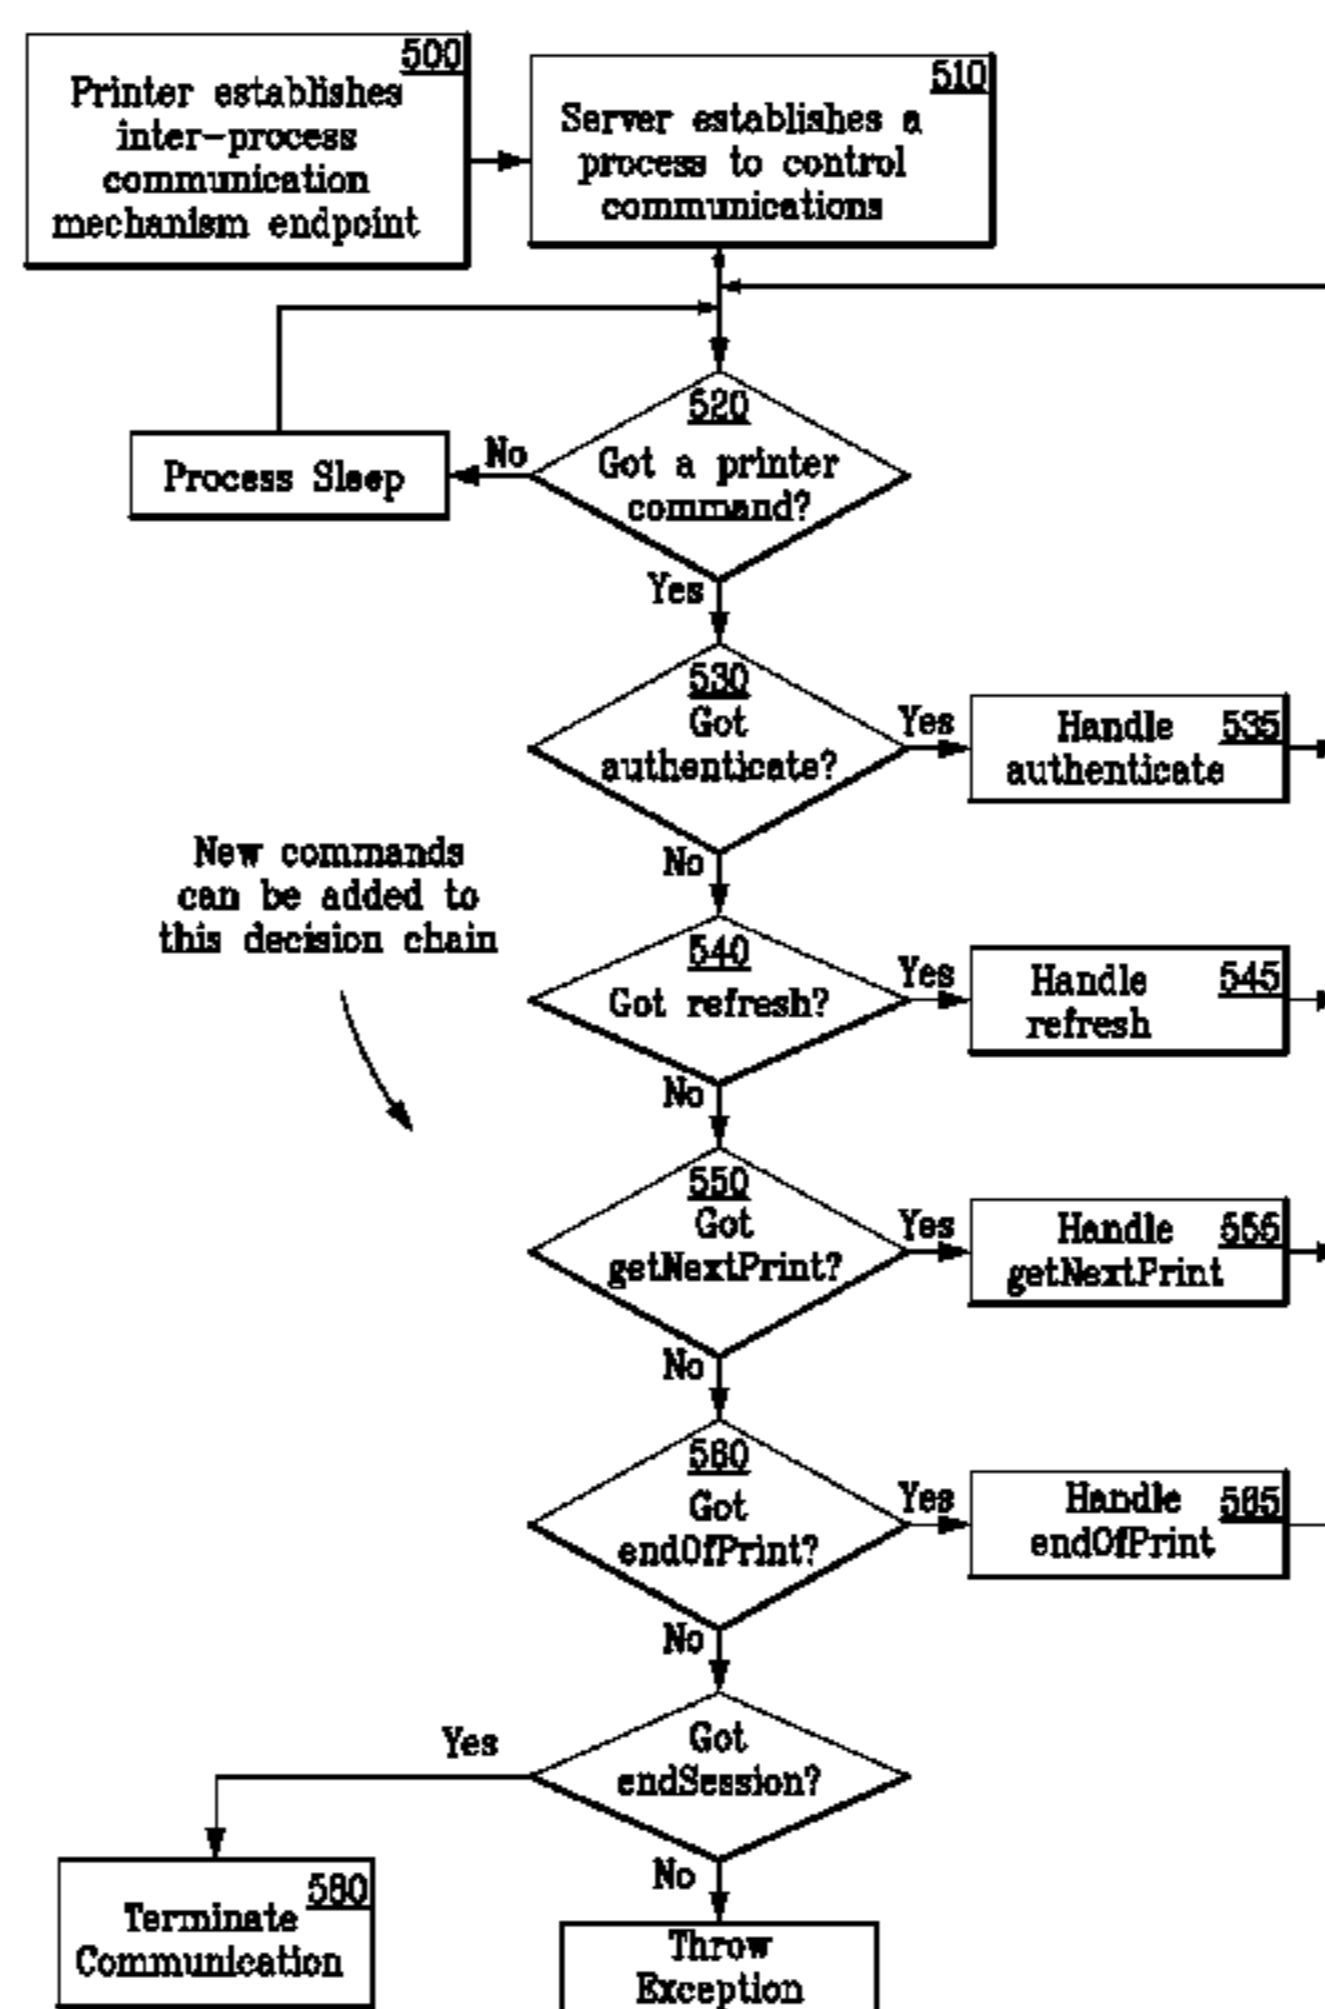 500
Printer establishes
inter-process
communication
mechanism endpoint
510
Server establishes a
process to control
communications
520
Got a printer
command?
No
Process Sleep
Yes
530
Got
authenticate?
Yes
Handle 535
authenticate
No
New commands
can be added to
this decision chain
540
Got refresh?
Yes
Handle 545
refresh
No
550
Got
getNextPrint?
Yes
Handle 555
getNextPrint
No
560
Got
endOfPrint?
Yes
Handle 565
endOfPrint
No
Got
endSession?
Yes
580
Terminate
Communication
No
Throw
Exception